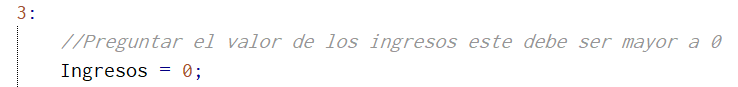 3:
//Preguntar el valor de los ingresos este debe ser mayor a 0
Ingresos = 0;